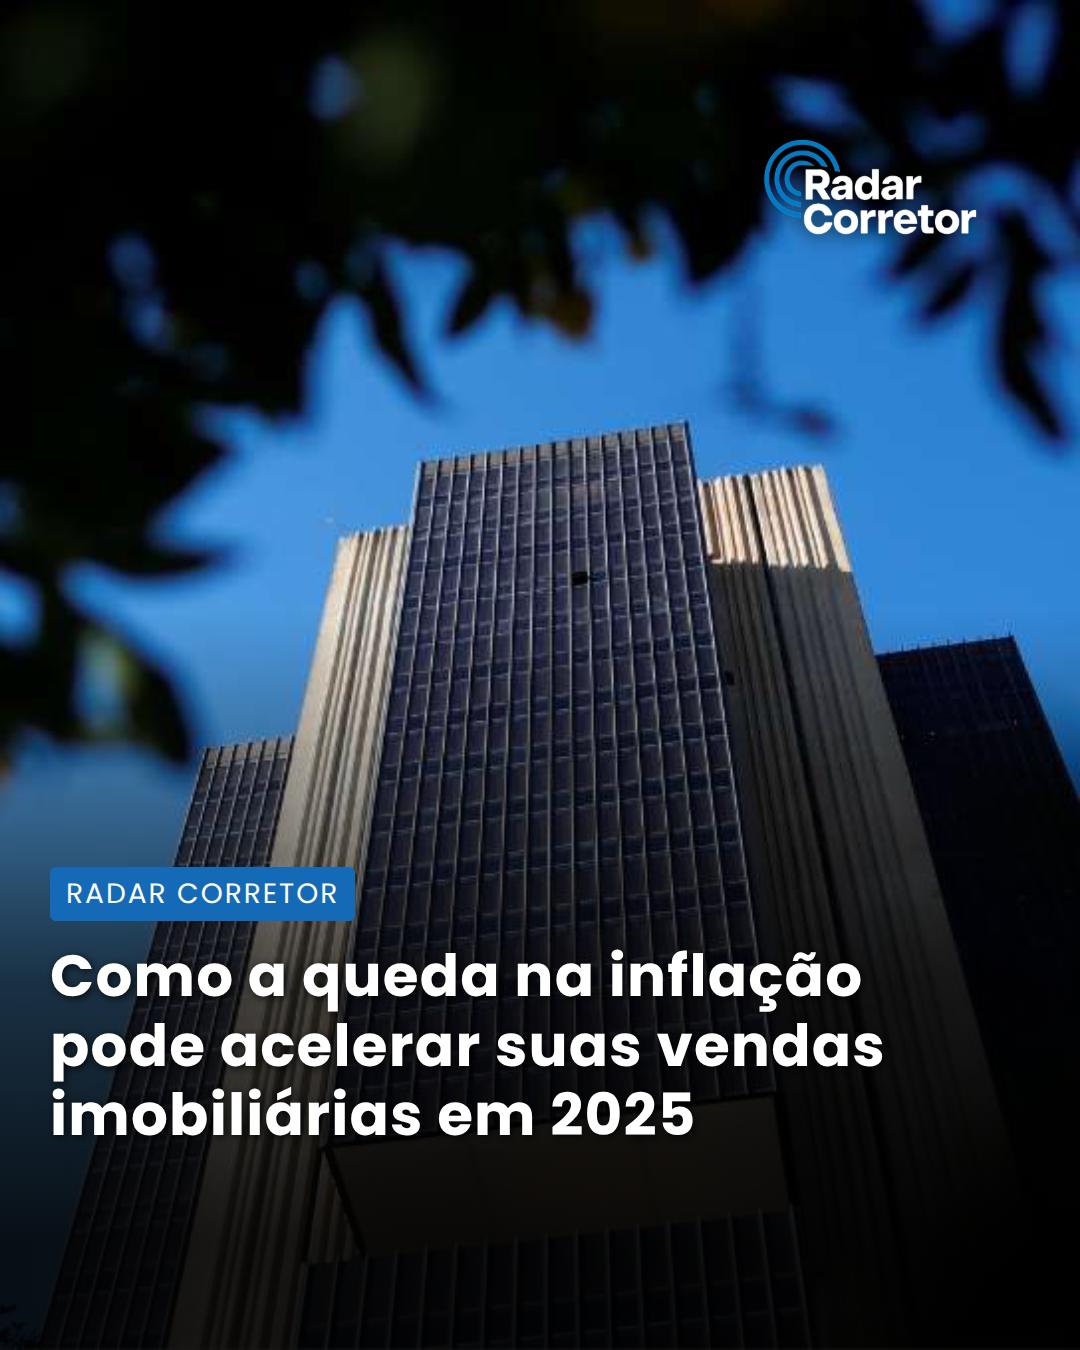 Radar
Corretor
RADAR CORRETOR
Como a queda na inflação
pode acelerar suas vendas
imobiliárias em 2025